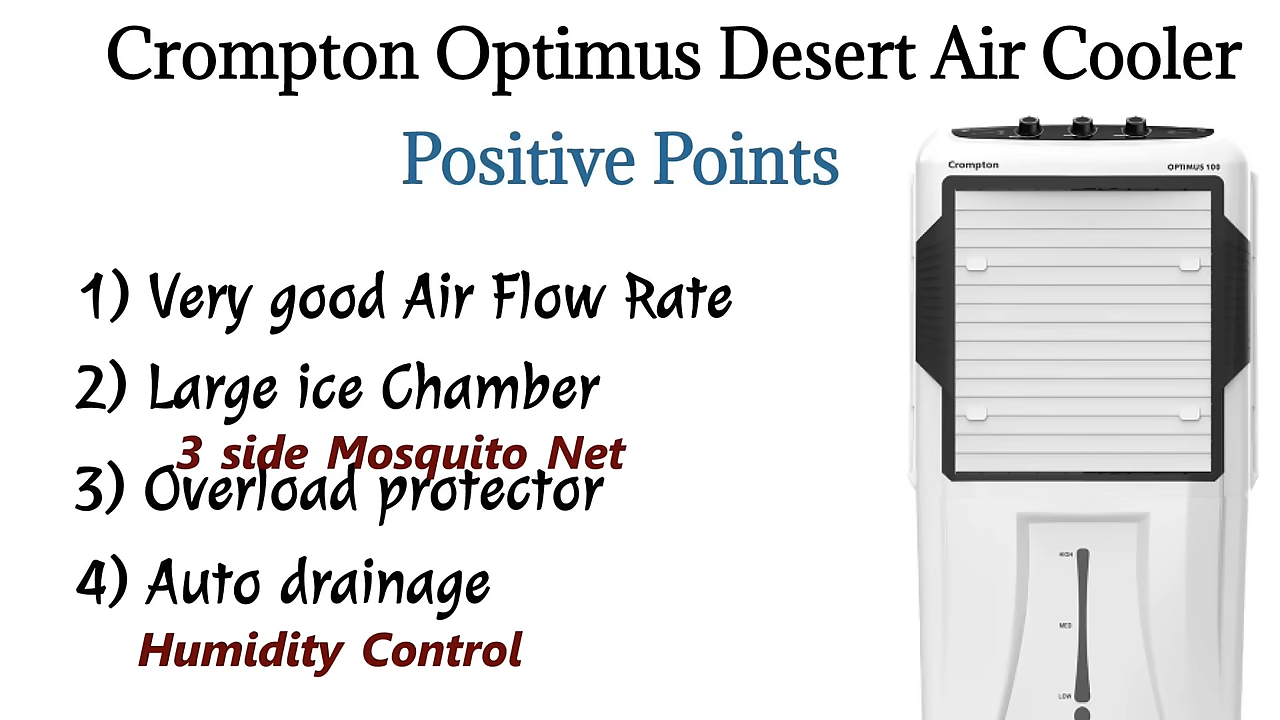 Crompton Optimus Desert Air Cooler
Positive Points
Crompton OPTIMUS 100
1) Very good Air Flow Rate
2) Large ice Chamber
3 side Mosquito Net
3) Overload protector
4) Auto drainage
Humidity Control
HIGH
MED
LOW